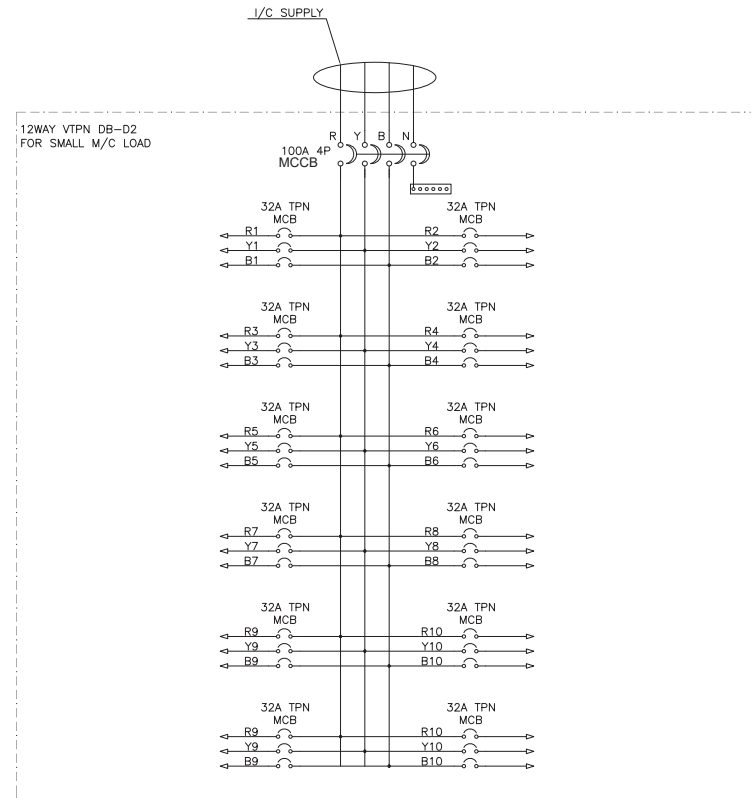 I/C SUPPLY
12WAY VTPN DB-D2
FOR SMALL M/C LOAD
R Y B N
100A 4P
MCCB
32A TPN
MCB
32A TPN
MCB
R1 R2
Y1 Y2
B1 B2
32A TPN
MCB
32A TPN
MCB
R3 R4
Y3 Y4
B3 B4
32A TPN
MCB
32A TPN
MCB
R5 R6
Y5 Y6
B5 B6
32A TPN
MCB
32A TPN
MCB
R7 R8
Y7 Y8
B7 B8
32A TPN
MCB
32A TPN
MCB
R9 R10
Y9 Y10
B9 B10
32A TPN
MCB
32A TPN
MCB
R9 R10
Y9 Y10
B9 B10